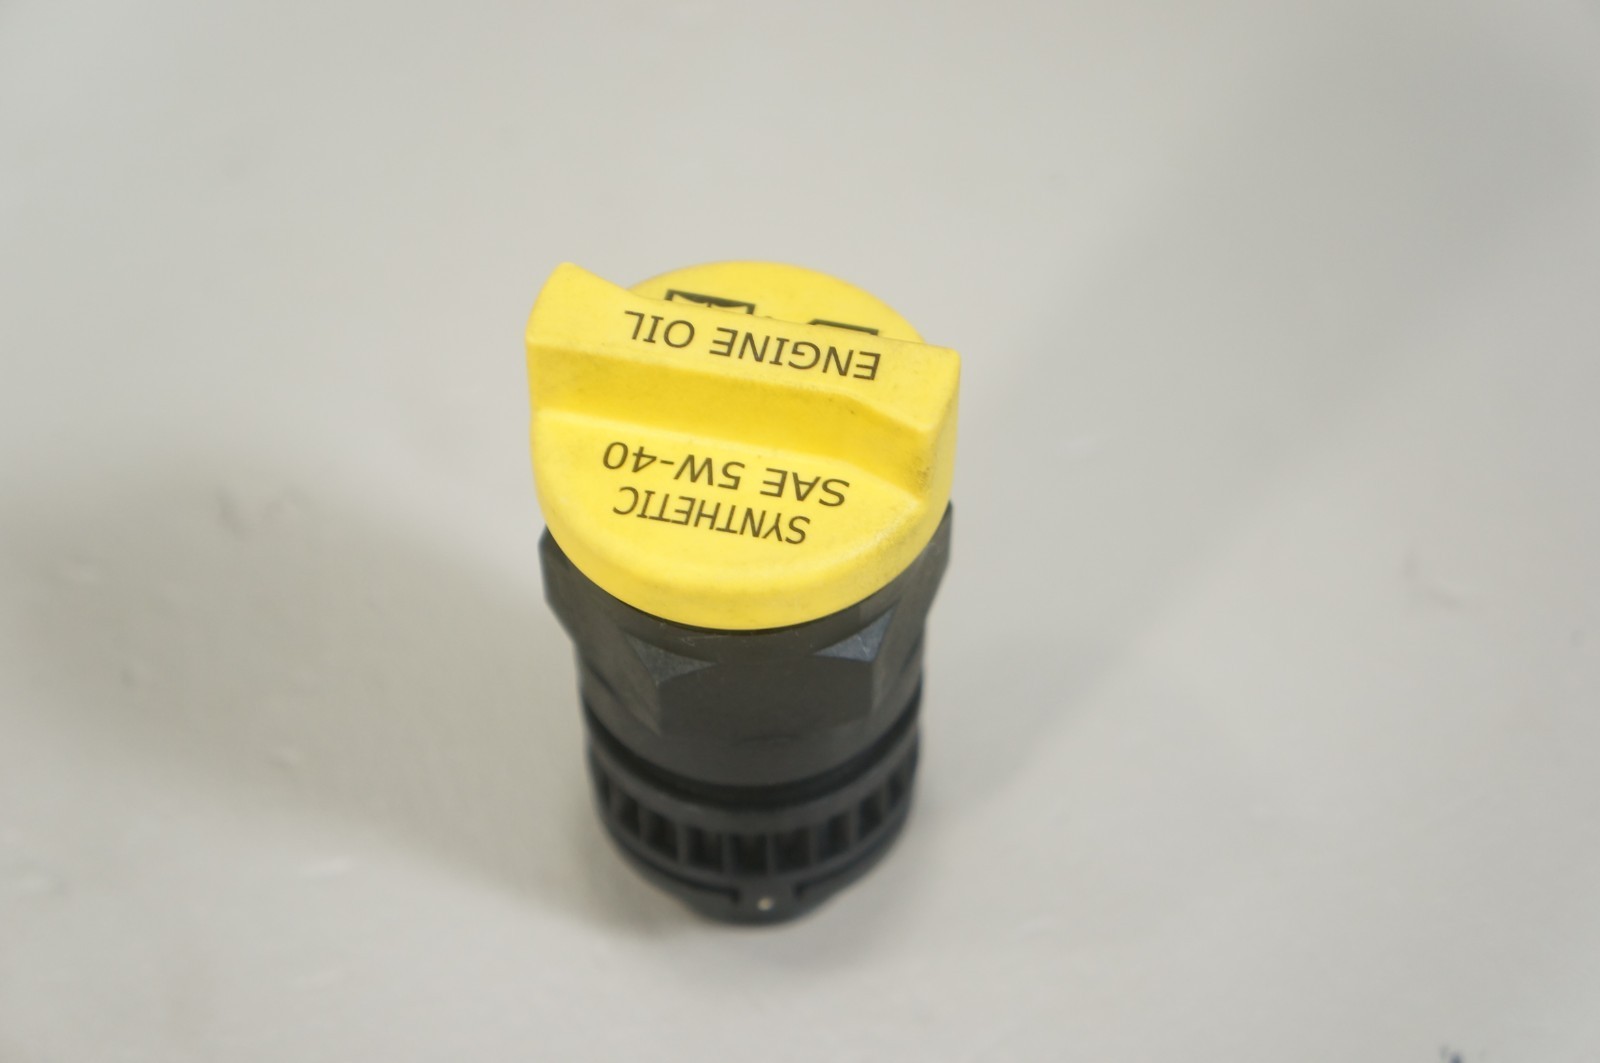 ENGINE OIL
SAE 5W-40
SYNTHETIC